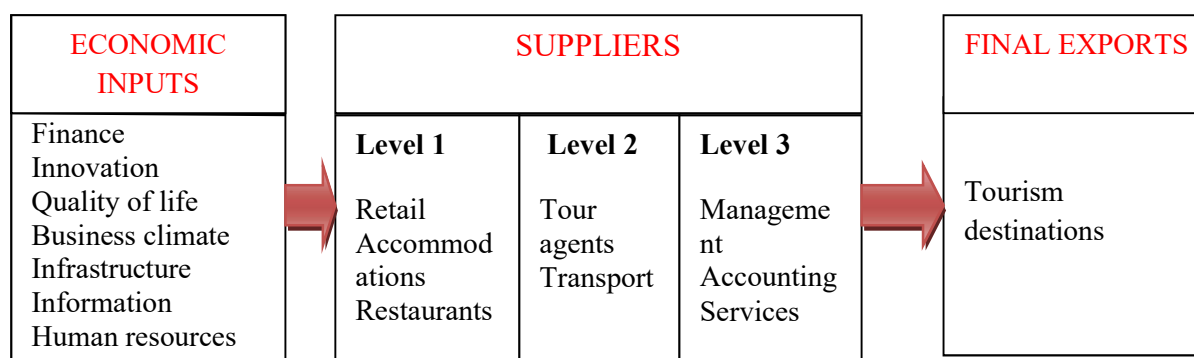 ECONOMIC
INPUTS
Finance
Innovation
Quality of life
Business climate
Infrastructure
Information
Human resources
SUPPLIERS
Level 1
Retail
Accommod
ations
Restaurants
Level 2
Tour
agents
Transport
Level 3
Manageme
nt
Accounting
Services
FINAL EXPORTS
Tourism
destinations